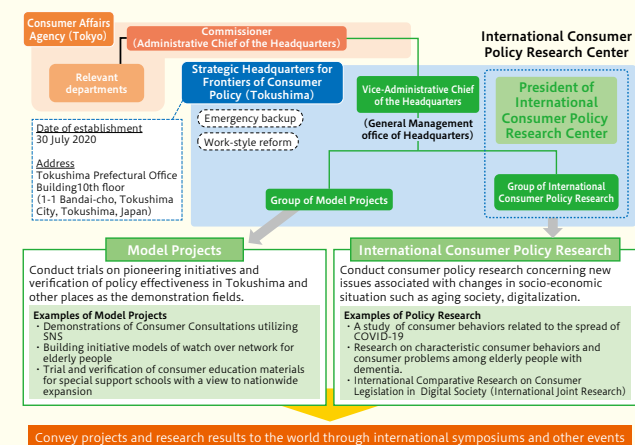 Consumer Affairs
Agency (Tokyo)
Commissioner
(Administrative Chief of the Headquarters)
Relevant
departments
Strategic Headquarters for
Frontiers of Consumer
Policy (Tokushima)
Emergency backup
Work-style reform
Date of establishment
30 July 2020
Address
Tokushima Prefectural Office
Building10th floor
(1-1 Bandai-cho, Tokushima
City, Tokushima, Japan)
Vice-Administrative Chief
of the Headquarters
(General Management
office of Headquarters)
International Consumer
Policy Research Center
President of
International
Consumer Policy
Research Center
Group of Model Projects
Group of International
Consumer Policy Research
Model Projects
Conduct trials on pioneering initiatives and
verification of policy effectiveness in Tokushima and
other places as the demonstration fields.
Examples of Model Projects
・Demonstrations of Consumer Consultations utilizing
SNS
・Building initiative models of watch over network for
elderly people
・Trial and verification of consumer education materials
for special support schools with a view to nationwide
expansion
International Consumer Policy Research
Conduct consumer policy research concerning new
issues associated with changes in socio-economic
situation such as aging society, digitalization.
Examples of Policy Research
・A study of consumer behaviors related to the spread of
COVID-19
・Research on characteristic consumer behaviors and
consumer problems among elderly people with
dementia.
・International Comparative Research on Consumer
Legislation in Digital Society (International Joint Research)
Convey projects and research results to the world through international symposiums and other events